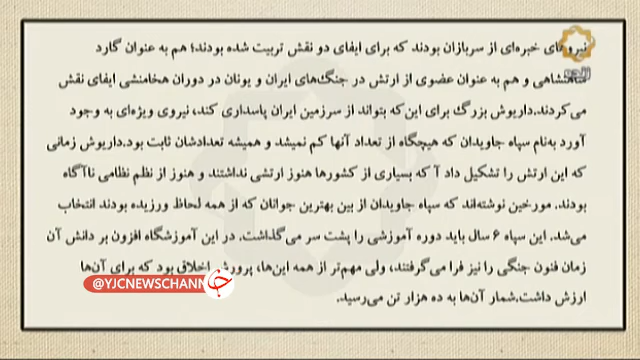 نیروهای خبره‌ای از سربازان بودند که برای ایفای دو نقش تربیت شده بودند؛ هم به عنوان گارد
شاهنشاهی و هم به عنوان عضوی از ارتش در جنگ‌های ایران و یونان در دوران هخامنشی ایفای نقش
می‌کردند.داریوش بزرگ برای این‌که بتواند از سرزمین ایران پاسداری کند، نیروی ویژه‌ای به وجود
آورد به‌نام سپاه جاویدان که هیچگاه از تعداد آنها کم نمیشد و همیشه تعدادشان ثابت بود.داریوش زمانی
که این ارتش را تشکیل داد آ که بسیاری از کشورها هنوز ارتشی نداشتند و هنوز از نظم نظامی ناآگاه
بودند. مورخین نوشته‌اند که سپاه جاویدان از بین بهترین جوانان که از همه لحاظ ورزیده بودند انتخاب
می‌شد. این سپاه ۶ سال باید دوره آموزشی را پشت سر می‌گذاشت. در این آموزشگاه افزون بر دانش آن
زمان فنون جنگی را نیز فرا می‌گرفتند، ولی مهم‌تر از همه این‌ها، پرورش اخلاق بود که برای آن‌ها
ارزش داشت.شمار آن‌ها به ده هزار تن می‌رسید.
زنده
@YJCNEWSCHANN